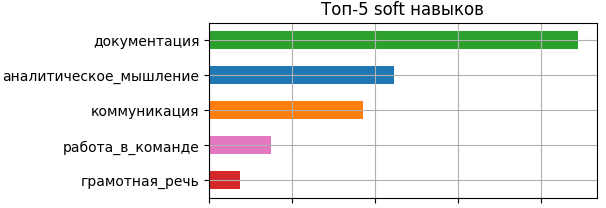 Топ-5 soft навыков
документация
аналитическое_мышление
коммуникация
работа_в_команде
грамотная_речь